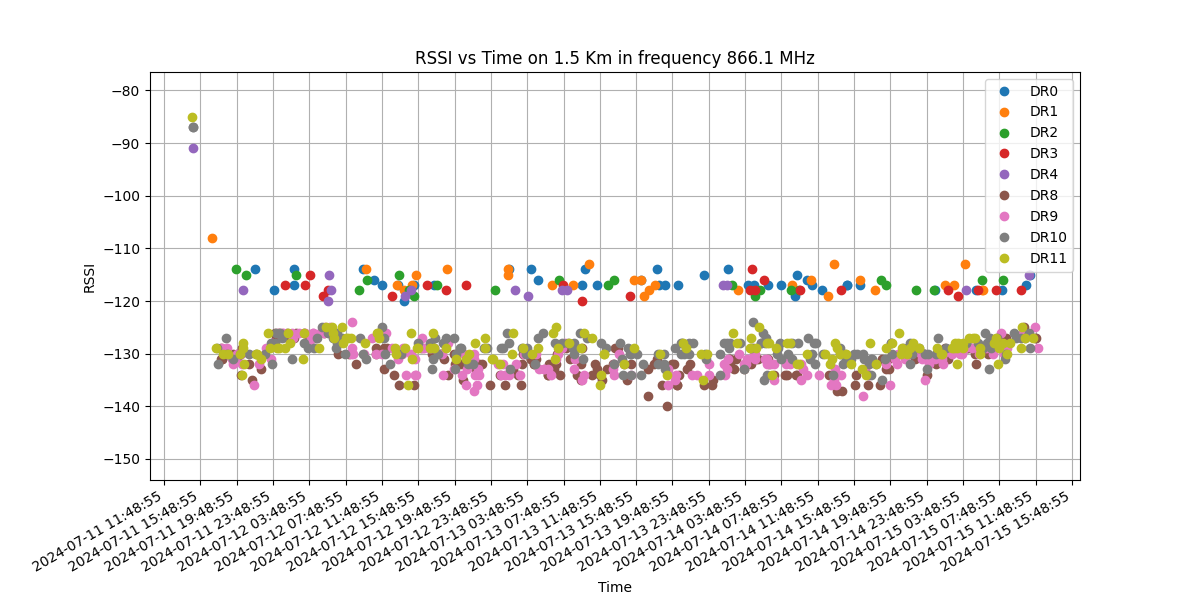 RSSI vs Time on 1.5 Km in frequency 866.1 MHz
RSSI
−80
−90
−100
−110
−120
−130
−140
−150
DR0
DR1
DR2
DR3
DR4
DR8
DR9
DR10
DR11
2024-07-11 11:48:55
2024-07-11 15:48:55
2024-07-11 19:48:55
2024-07-11 23:48:55
2024-07-12 03:48:55
2024-07-12 07:48:55
2024-07-12 11:48:55
2024-07-12 15:48:55
2024-07-12 19:48:55
2024-07-12 23:48:55
2024-07-13 03:48:55
2024-07-13 07:48:55
2024-07-13 11:48:55
2024-07-13 15:48:55
2024-07-13 19:48:55
2024-07-13 23:48:55
2024-07-14 03:48:55
2024-07-14 07:48:55
2024-07-14 11:48:55
2024-07-14 15:48:55
2024-07-14 19:48:55
2024-07-14 23:48:55
2024-07-15 03:48:55
2024-07-15 07:48:55
2024-07-15 11:48:55
2024-07-15 15:48:55
Time